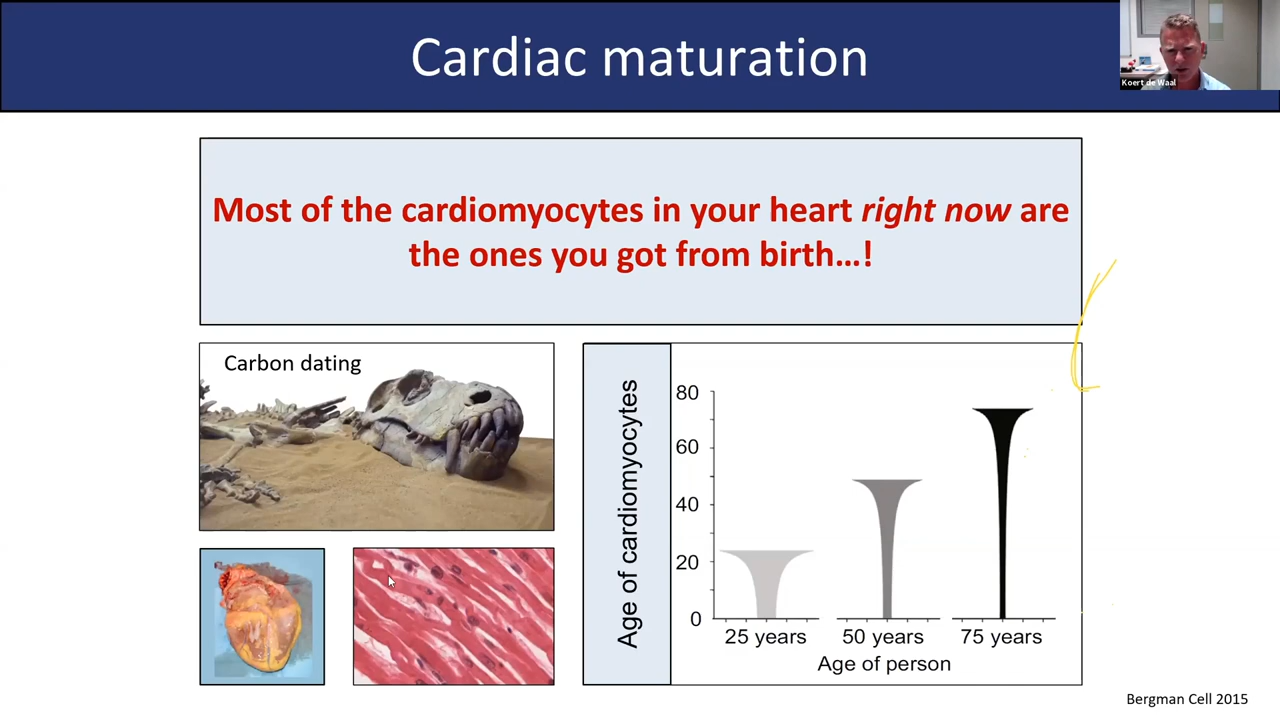 Cardiac maturation
Koert de Waal
Most of the cardiomyocytes in your heart right now are
the ones you got from birth…!
Carbon dating
Age of cardiomyocytes
80
60
40
20
0
25 years 50 years 75 years
Age of person
Bergman Cell 2015